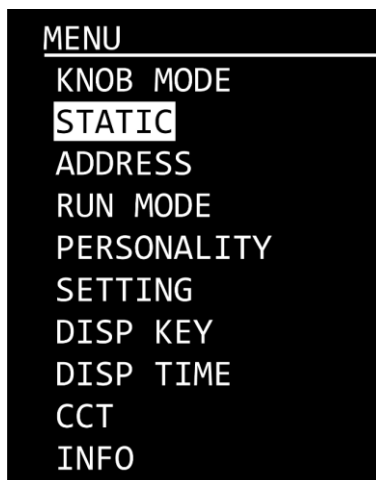 MENU
KNOB MODE
STATIC
ADDRESS
RUN MODE
PERSONALITY
SETTING
DISP KEY
DISP TIME
CCT
INFO